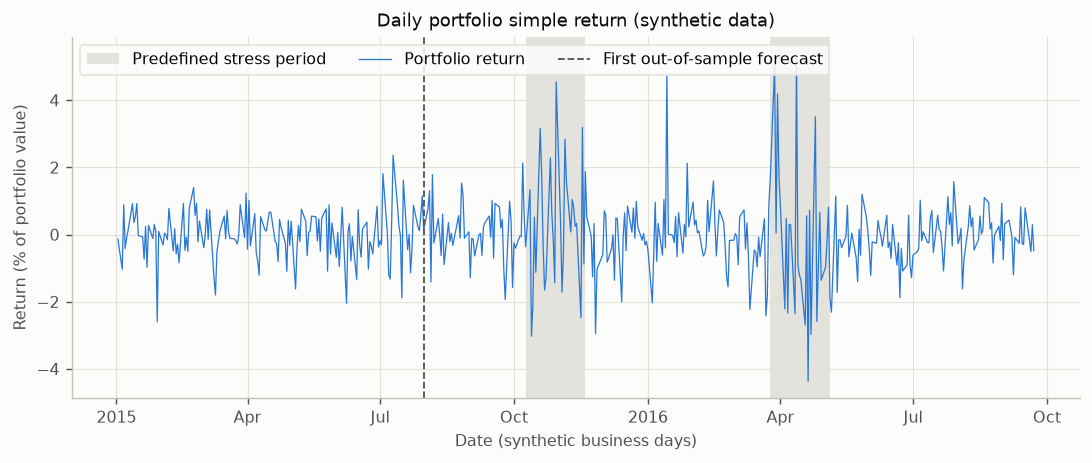 Daily portfolio simple return (synthetic data)
Predefined stress period
Portfolio return
First out-of-sample forecast
Return (% of portfolio value)
4
2
0
−2
−4
2015
Apr
Jul
Oct
2016
Apr
Jul
Oct
Date (synthetic business days)